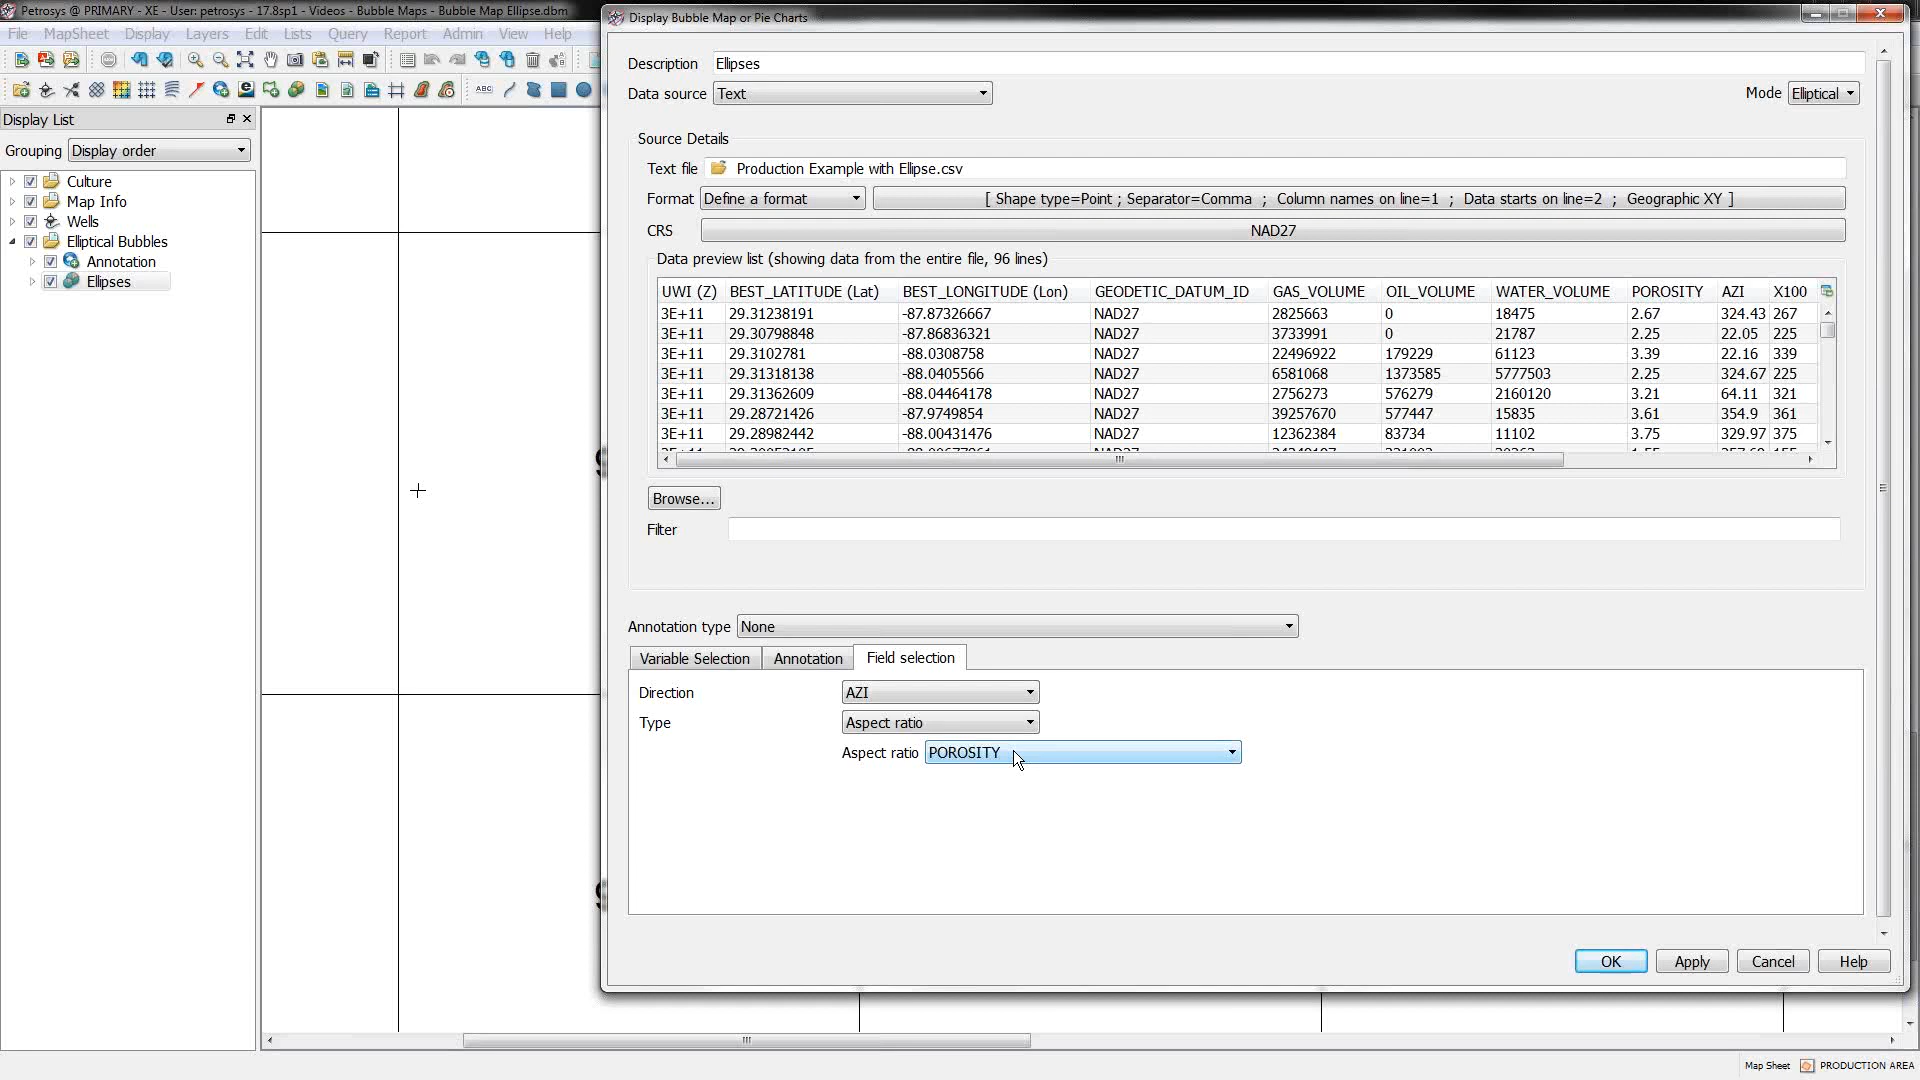 Petrosys @ PRIMARY - XE - User: petrosys - 17.8sp1 - Videos - Bubble Maps - Bubble Map Ellipse.dbm
File MapSheet Display Layers Edit Lists Query Report Admin View Help
ABC
Display List
Grouping Display order
Culture
Map Info
Wells
Elliptical Bubbles
Annotation
Ellipses
Display Bubble Map or Pie Charts
Description Ellipses
Data source Text Mode Elliptical
Source Details
Text file Production Example with Ellipse.csv
Format Define a format [ Shape type=Point ; Separator=Comma ; Column names on line=1 ; Data starts on line=2 ; Geographic XY ]
CRS NAD27
Data preview list (showing data from the entire file, 96 lines)
UWI (Z) BEST_LATITUDE (Lat) BEST_LONGITUDE (Lon) GEODETIC_DATUM_ID GAS_VOLUME OIL_VOLUME WATER_VOLUME POROSITY AZI X100
3E+11 29.31238191 -87.87326667 NAD27 2825663 0 18475 2.67 324.43 267
3E+11 29.30798848 -87.86836321 NAD27 3733991 0 21787 2.25 22.05 225
3E+11 29.3102781 -88.0308758 NAD27 22496922 179229 61123 3.39 22.16 339
3E+11 29.31318138 -88.0405566 NAD27 6581068 1373585 5777503 2.25 324.67 225
3E+11 29.31362609 -88.04464178 NAD27 2756273 576279 2160120 3.21 64.11 321
3E+11 29.28721426 -87.9749854 NAD27 39257670 577447 15835 3.61 354.9 361
3E+11 29.28982442 -88.00431476 NAD27 12362384 83734 11102 3.75 329.97 375
Browse...
Filter
Annotation type None
Variable Selection Annotation Field selection
Direction AZI
Type Aspect ratio
Aspect ratio POROSITY
OK Apply Cancel Help
Map Sheet PRODUCTION AREA